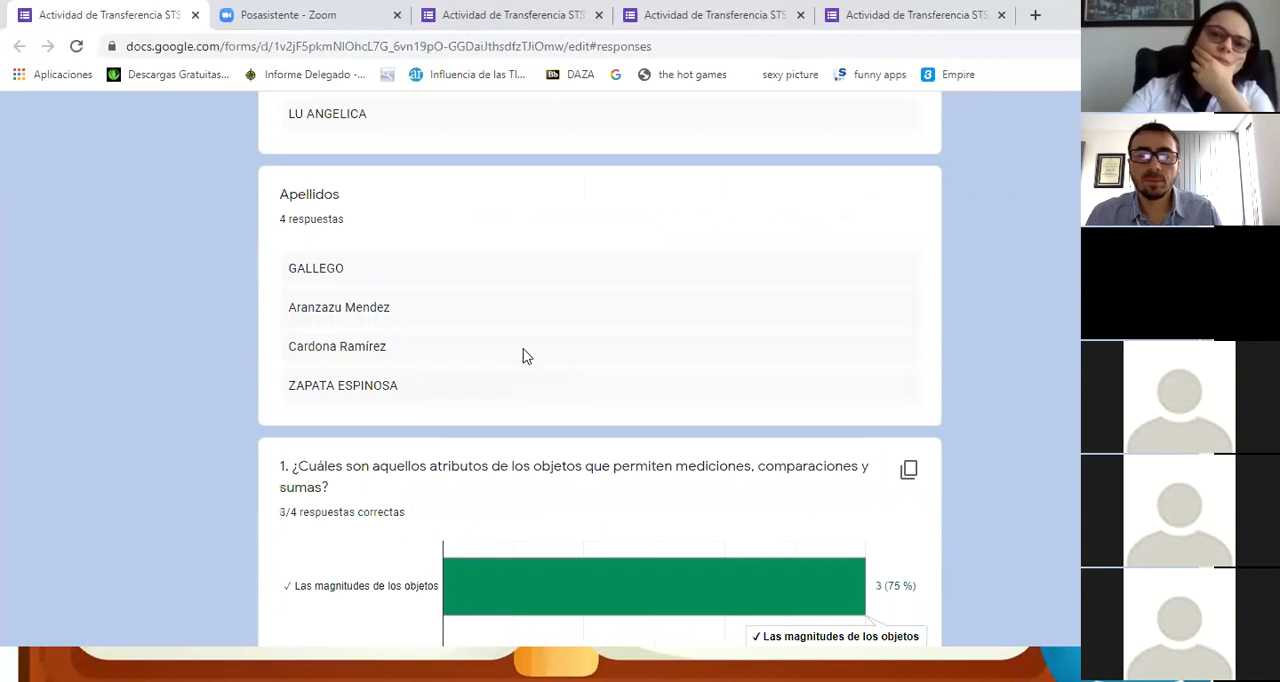 Actividad de Transferencia STS
Posasistente - Zoom
Actividad de Transferencia STS
Actividad de Transferencia STS
Actividad de Transferencia STS
docs.google.com/forms/d/1v2jF5pkmNlOhcL7G_6vn19pO-GGDaiJthsdfzTJiOmw/edit#responses
Aplicaciones
Descargas Gratuitas...
Informe Delegado -...
Influencia de las TI...
Bb DAZA
the hot games
sexy picture
funny apps
Empire
LU ANGELICA
Apellidos
4 respuestas
GALLEGO
Aranzazu Mendez
Cardona Ramírez
ZAPATA ESPINOSA
1. ¿Cuáles son aquellos atributos de los objetos que permiten mediciones, comparaciones y
sumas?
3/4 respuestas correctas
✓ Las magnitudes de los objetos
3 (75 %)
✓ Las magnitudes de los objetos